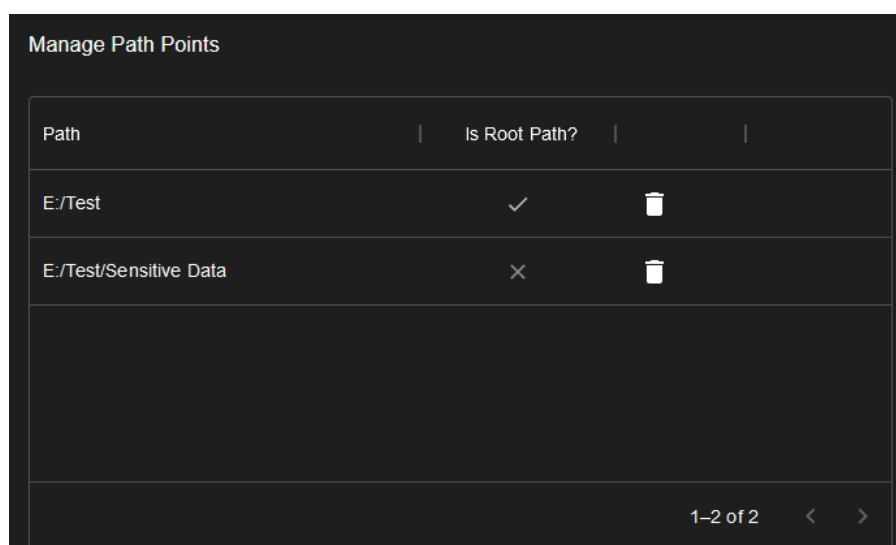 Manage Path Points
Path Is Root Path?
E:/Test
E:/Test/Sensitive Data
1–2 of 2